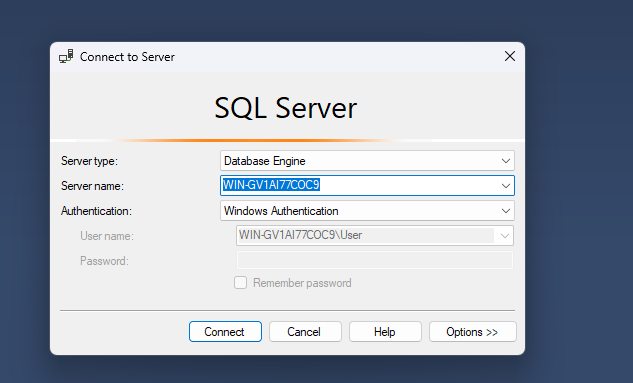 Connect to Server
SQL Server
Server type: Database Engine
Server name: WIN-GV1AI77COC9
Authentication: Windows Authentication
User name: WIN-GV1AI77COC9\User
Password:
Remember password
Connect Cancel Help Options >>